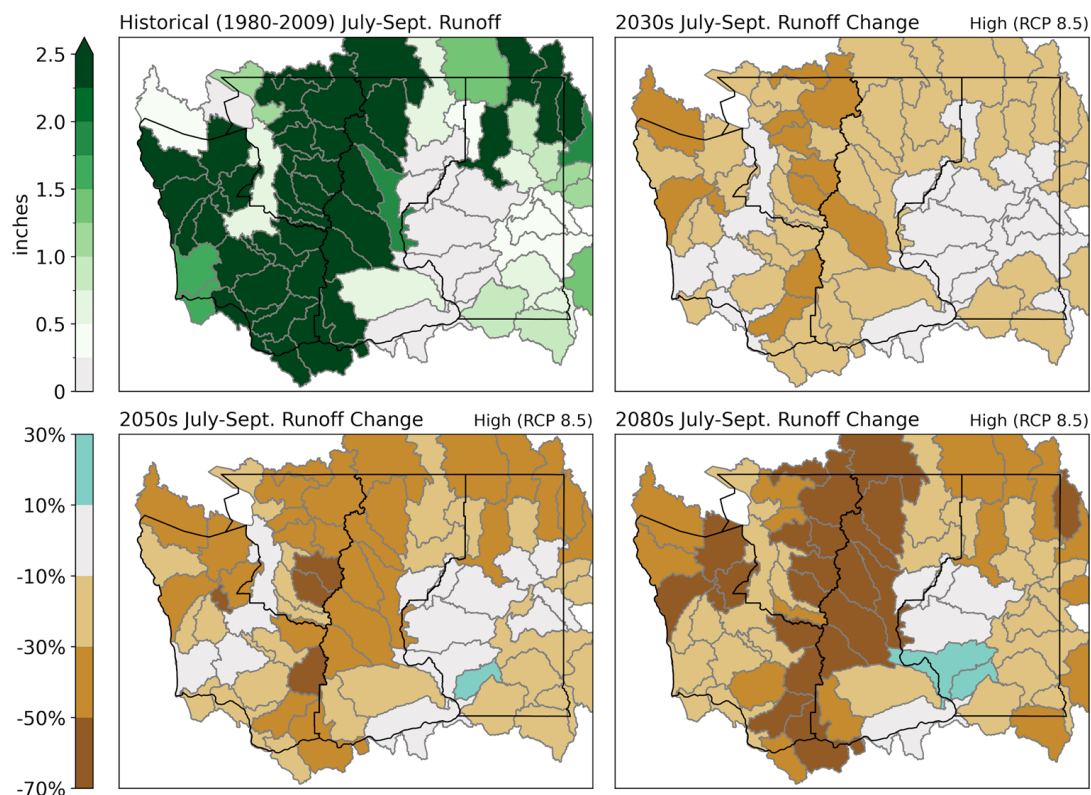 Historical (1980-2009) July-Sept. Runoff
2030s July-Sept. Runoff Change
High (RCP 8.5)
2.5
2.0
1.5
1.0
0.5
0
inches
2050s July-Sept. Runoff Change
High (RCP 8.5)
2080s July-Sept. Runoff Change
High (RCP 8.5)
30%
10%
-10%
-30%
-50%
-70%